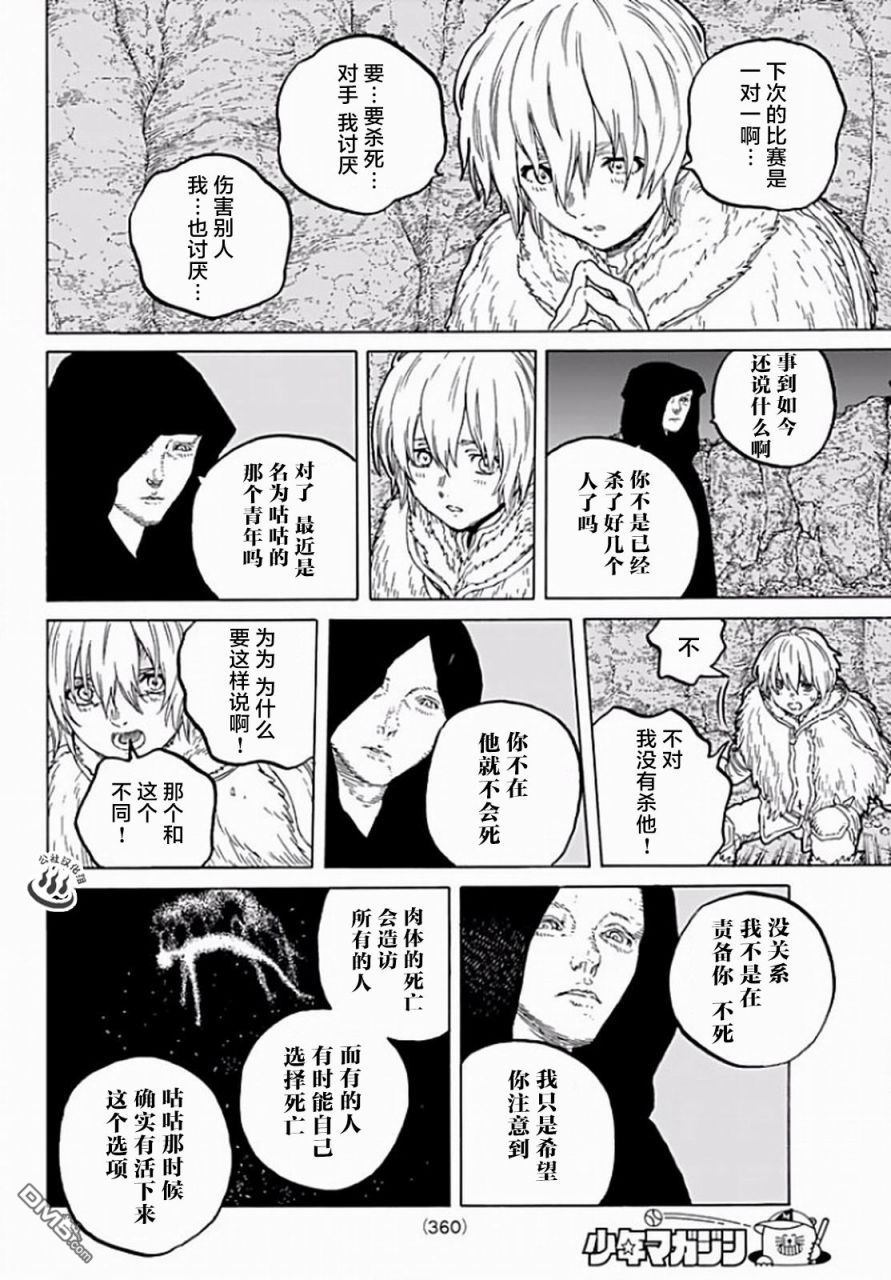 下次的比赛是
一对一啊…
要…要杀死…
对手 我讨厌
伤害别人
我…也讨厌…
事到如今
还说什么啊
你不是已经
杀了好几个
人了吗
对了 最近是
名为咕咕的
那个青年吗
不
不对
我没有杀他！
你不在
他就不会死
为为 为什么
要这样说啊！
那个和
这个
不同！
没关系
我不是在
责备你 不死
我只是希望
你注意到
肉体的死亡
会造访
所有的人
而有的人
有时能自己
选择死亡
咕咕那时候
确实有活下来
这个选项
公社汉化组
DM5.com
(360)
少年マガジン